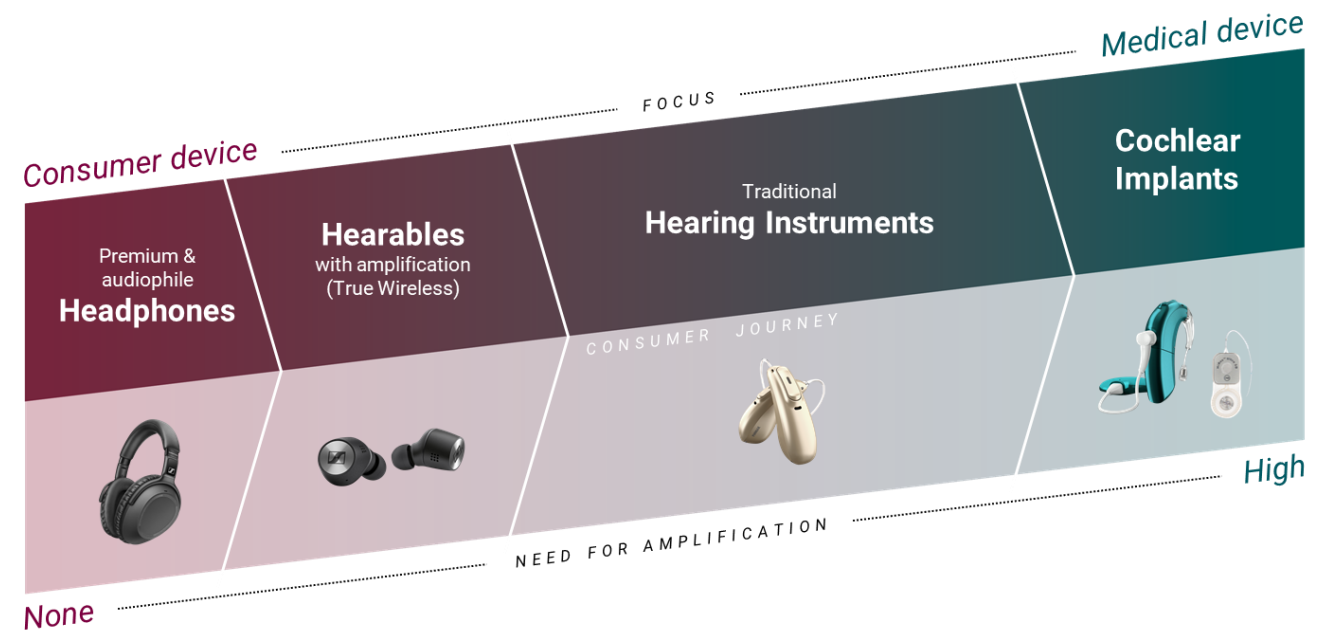 Medical device
FOCUS
Consumer device
Premium &
audiophile
Headphones
Hearables
with amplification
(True Wireless)
Traditional
Hearing Instruments
Cochlear
Implants
CONSUMER JOURNEY
High
NEED FOR AMPLIFICATION
None